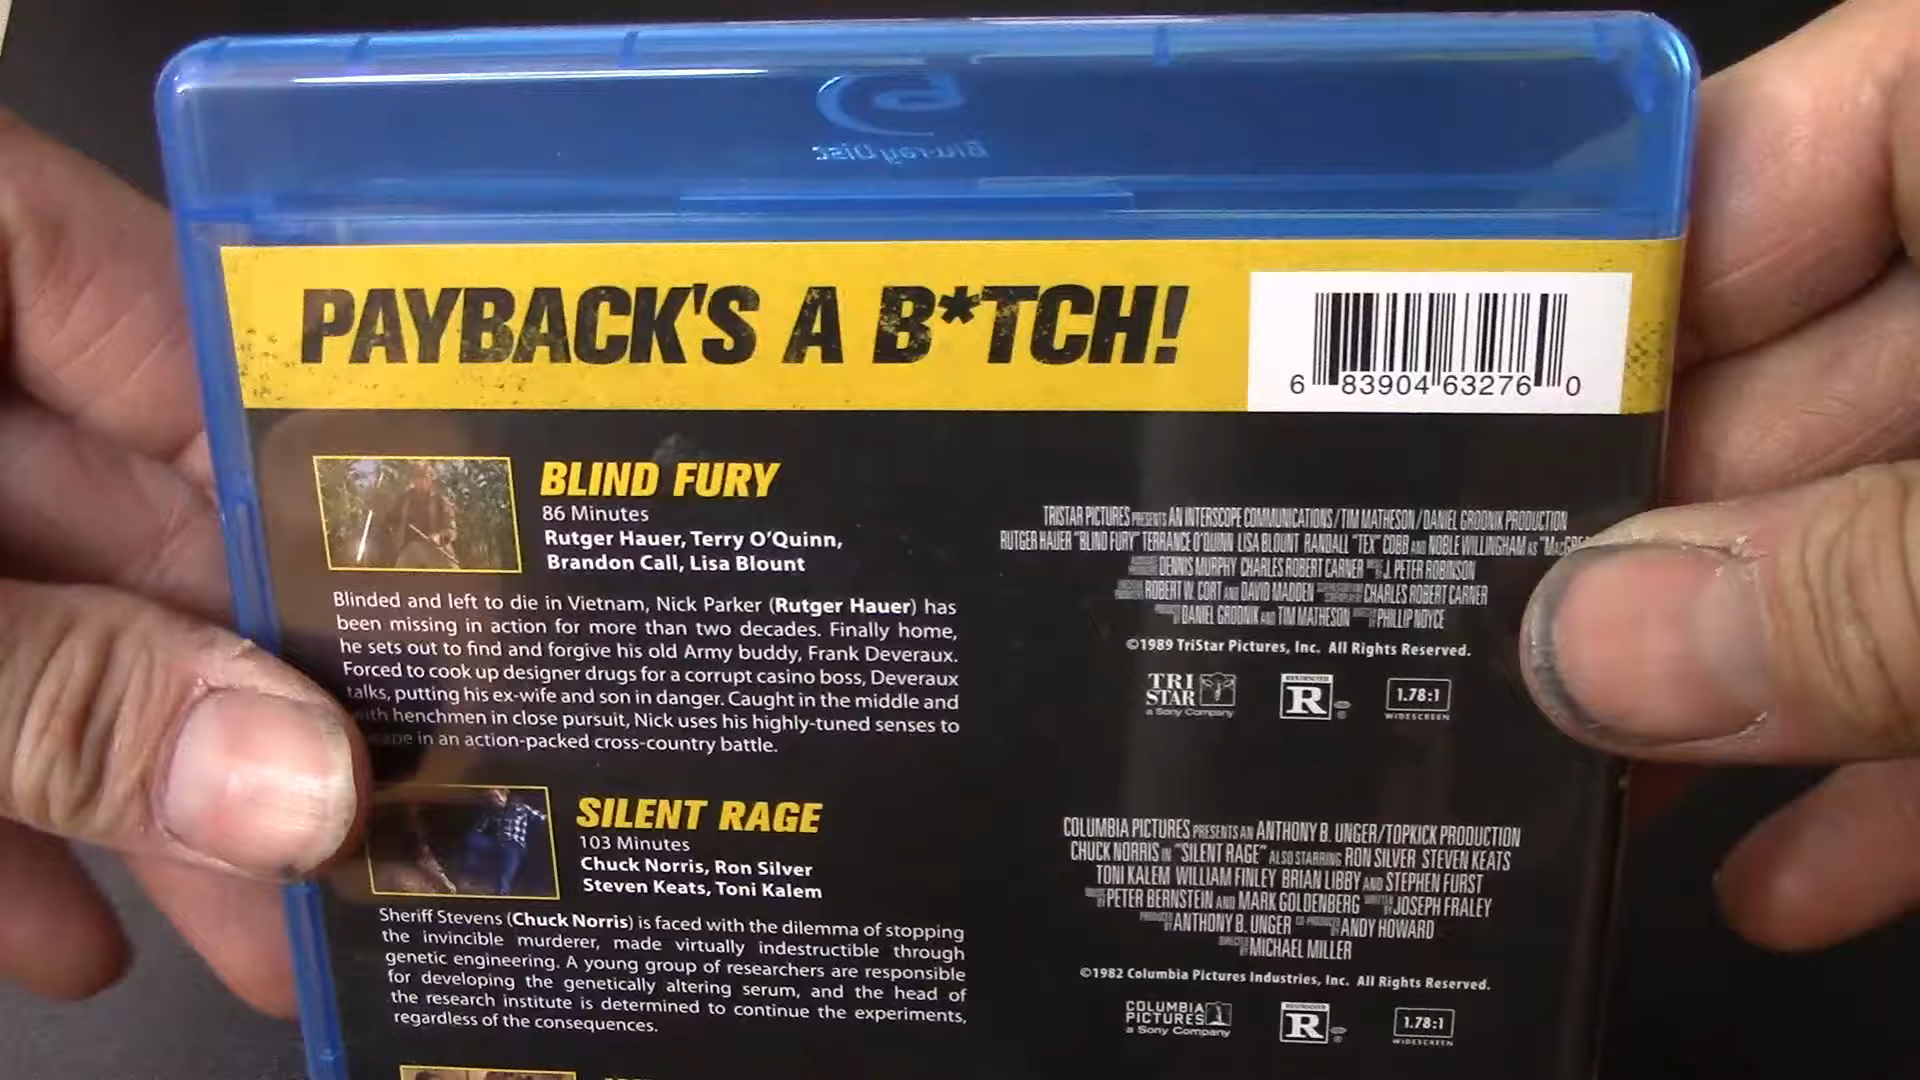 Blu-ray Disc
PAYBACK'S A B*TCH!
6 83904 63276 0
BLIND FURY
86 Minutes
Rutger Hauer, Terry O'Quinn,
Brandon Call, Lisa Blount
Blinded and left to die in Vietnam, Nick Parker (Rutger Hauer) has
been missing in action for more than two decades. Finally home,
he sets out to find and forgive his old Army buddy, Frank Deveraux.
Forced to cook up designer drugs for a corrupt casino boss, Deveraux
talks, putting his ex-wife and son in danger. Caught in the middle and
henchmen in close pursuit, Nick uses his highly-tuned senses to
in an action-packed cross-country battle.
TRISTAR PICTURES PRESENTS AN INTERSCOPE COMMUNICATIONS/TIM MATHESON/DANIEL GRODNIK PRODUCTION
RUTGER HAUER "BLIND FURY" TERRANCE O'QUINN LISA BLOUNT RANDALL "TEX" COBB AND NOBLE WILLINGHAM AS
DENNIS MURPHY CHARLES ROBERT CARNER J. PETER ROBINSON
ROBERT W. CORT AND DAVID MADDEN CHARLES ROBERT CARNER
DANIEL GRODNIK AND TIM MATHESON PHILLIP NOYCE
©1989 TriStar Pictures, Inc. All Rights Reserved.
TRI
STAR
a Sony Company
RESTRICTED
R
®
1.78:1
WIDESCREEN
SILENT RAGE
103 Minutes
Chuck Norris, Ron Silver
Steven Keats, Toni Kalem
Sheriff Stevens (Chuck Norris) is faced with the dilemma of stopping
the invincible murderer, made virtually indestructible through
genetic engineering. A young group of researchers are responsible
for developing the genetically altering serum, and the head of
the research institute is determined to continue the experiments,
regardless of the consequences.
COLUMBIA PICTURES PRESENTS AN ANTHONY B. UNGER/TOPKICK PRODUCTION
CHUCK NORRIS IN "SILENT RAGE" ALSO STARRING RON SILVER STEVEN KEATS
TONI KALEM WILLIAM FINLEY BRIAN LIBBY AND STEPHEN FURST
PETER BERNSTEIN AND MARK GOLDENBERG JOSEPH FRALEY
ANTHONY B. UNGER ANDY HOWARD
MICHAEL MILLER
©1982 Columbia Pictures Industries, Inc. All Rights Reserved.
COLUMBIA
PICTURES
a Sony Company
RESTRICTED
R
®
1.78:1
WIDESCREEN